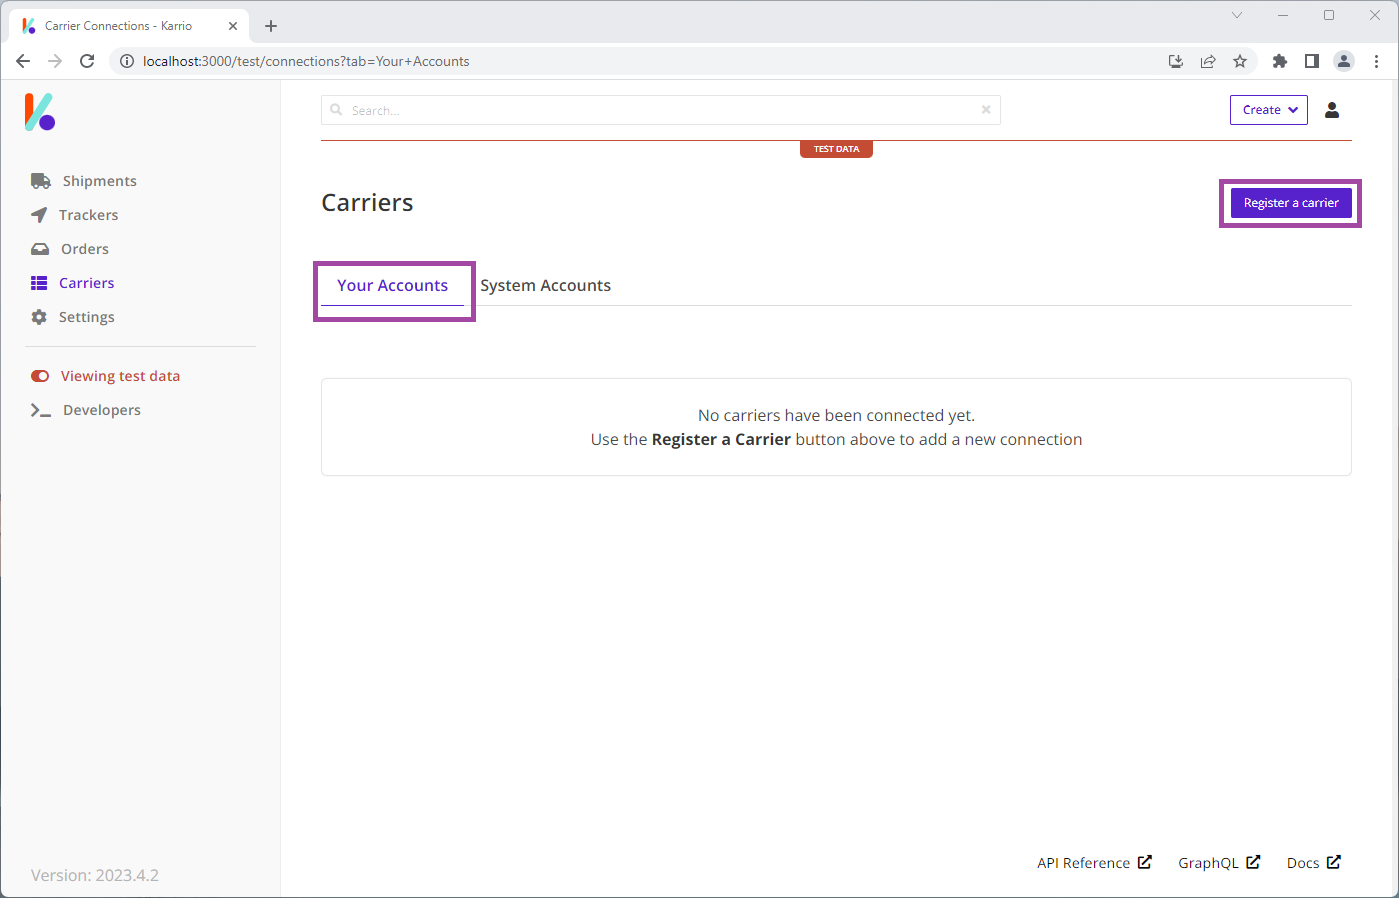 Carrier Connections - Karrio
localhost:3000/test/connections?tab=Your+Accounts
Search...
Create
TEST DATA
Shipments
Trackers
Orders
Carriers
Settings
Viewing test data
Developers
Version: 2023.4.2
Carriers
Register a carrier
Your Accounts
System Accounts
No carriers have been connected yet.
Use the Register a Carrier button above to add a new connection
API Reference
GraphQL
Docs